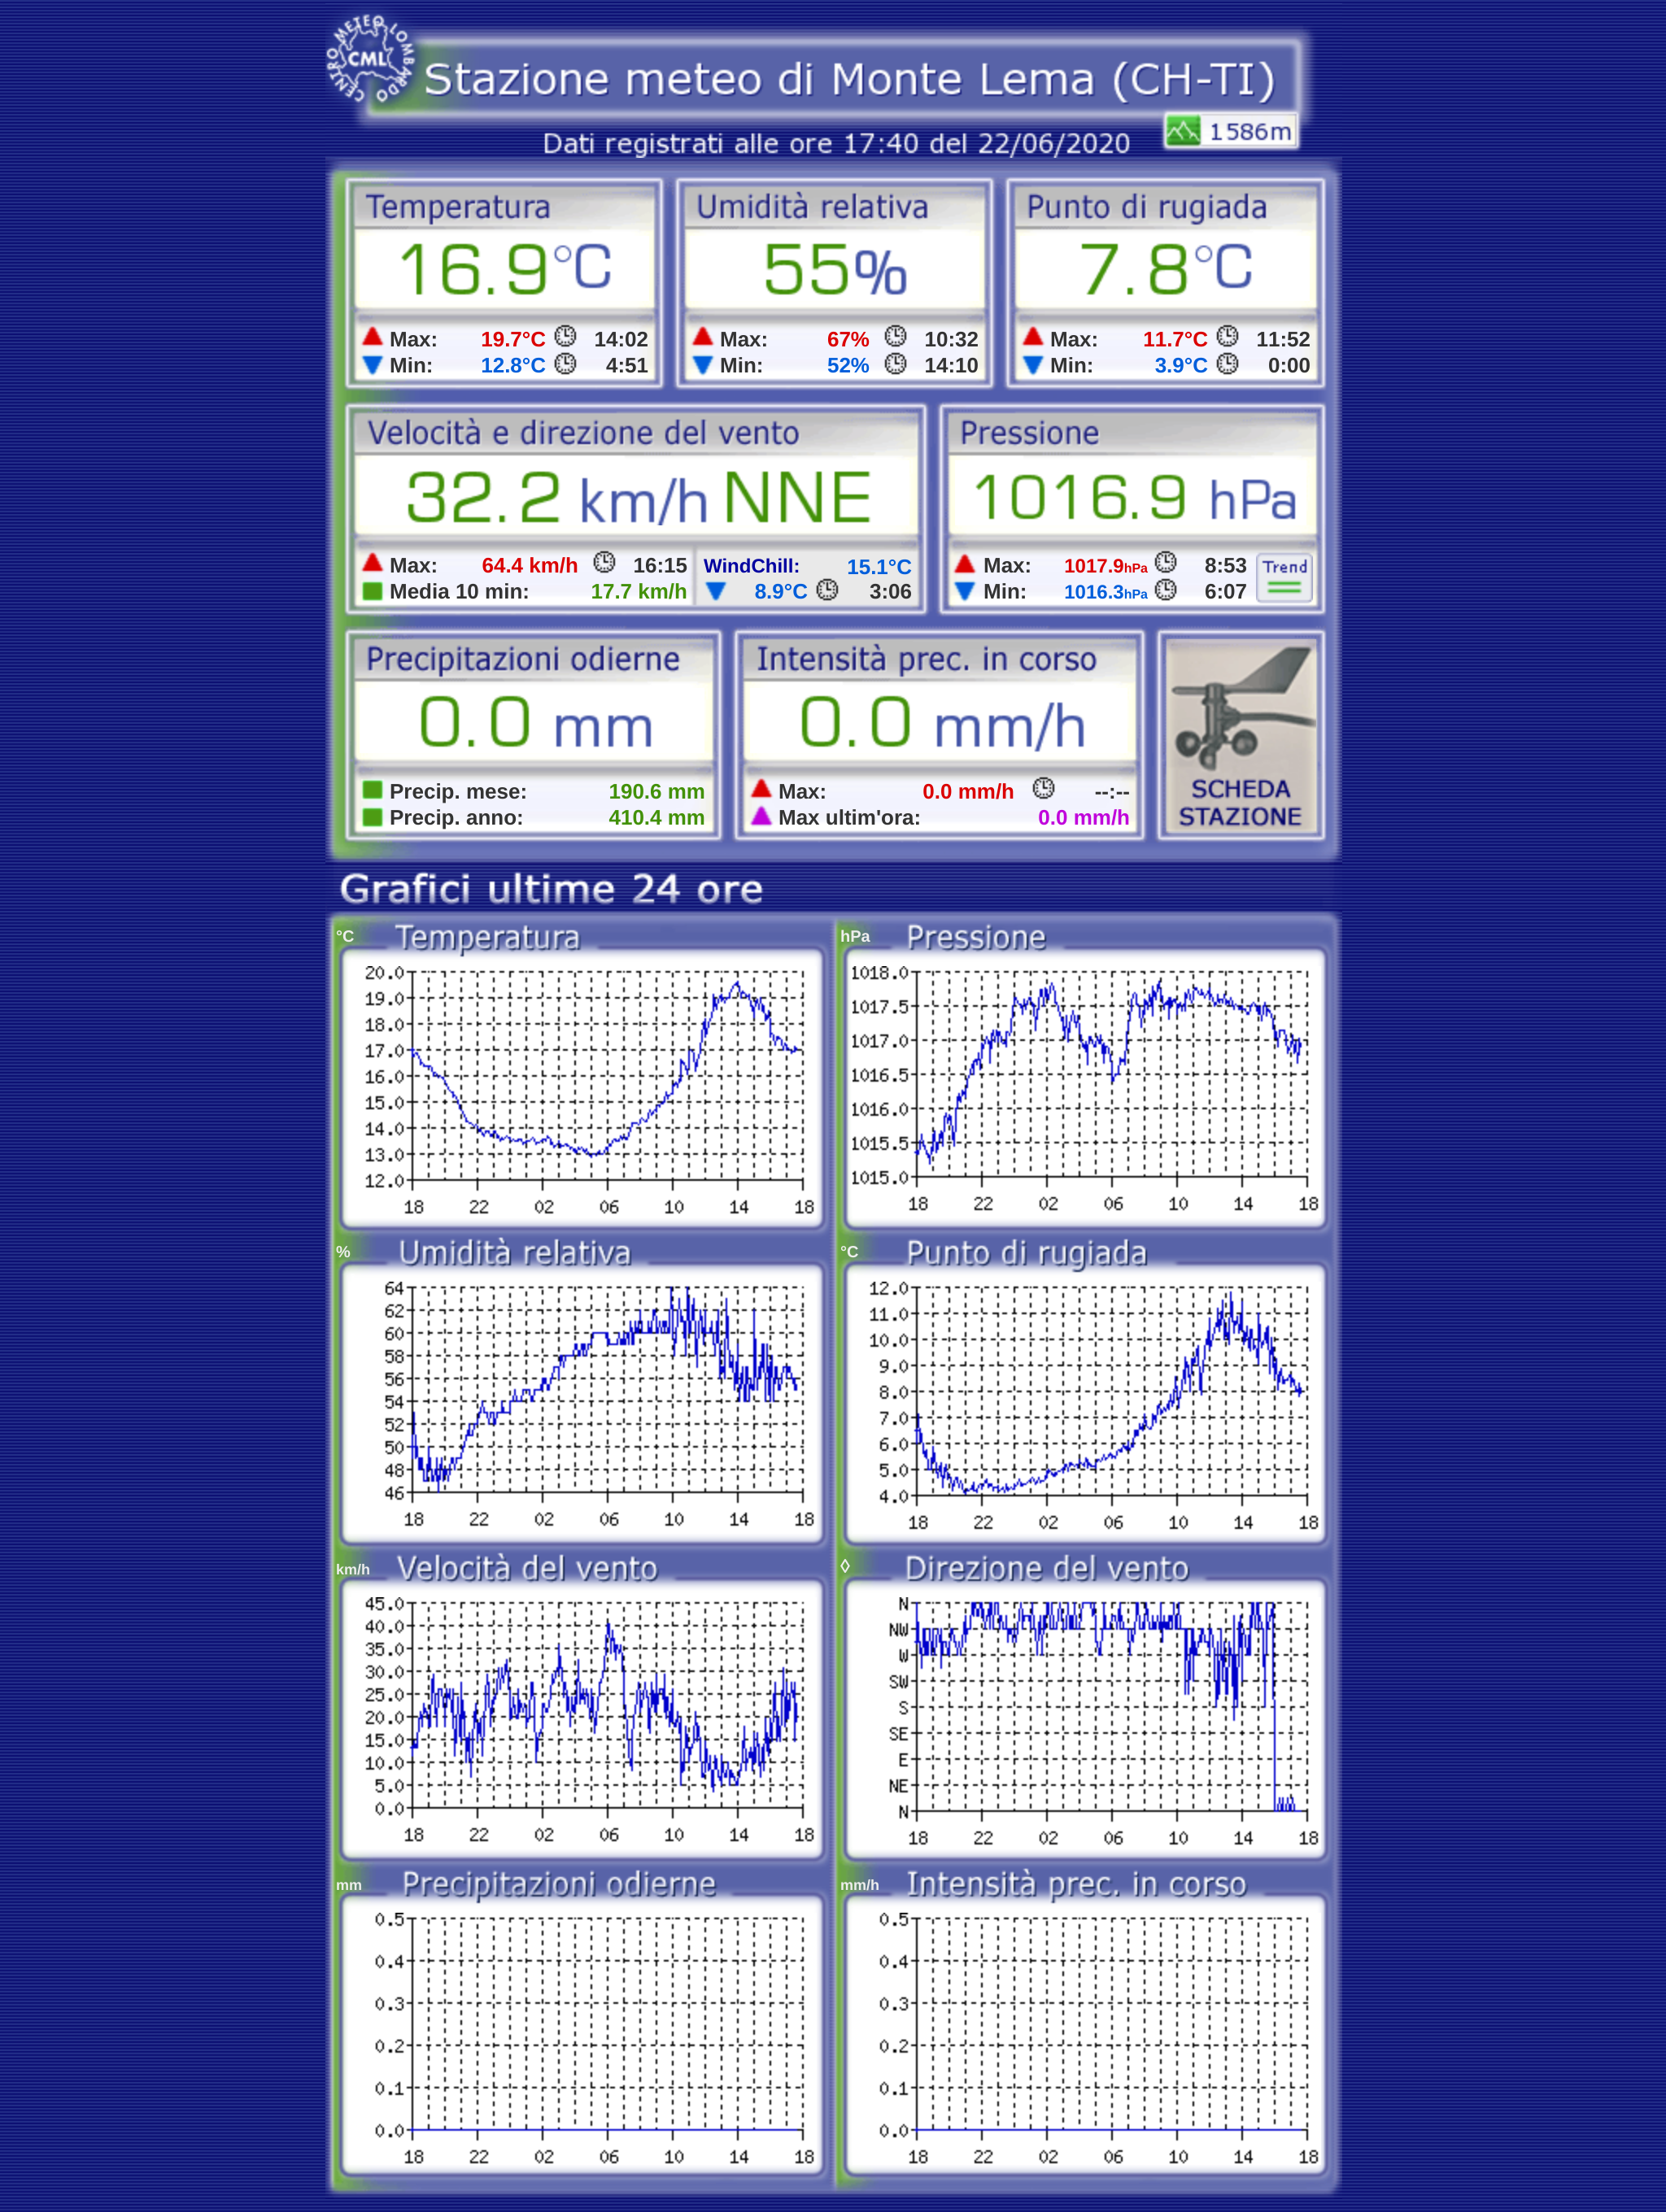 CENTRO METEO LOMBARDO
CML
Stazione meteo di Monte Lema (CH-TI)
1586m
Dati registrati alle ore 17:40 del 22/06/2020
Temperatura Umidità relativa Punto di rugiada
16.9°C 55% 7.8°C
Max: 19.7°C 14:02 Max: 67% 10:32 Max: 11.7°C 11:52
Min: 12.8°C 4:51 Min: 52% 14:10 Min: 3.9°C 0:00
Velocità e direzione del vento Pressione
32.2 km/h NNE 1016.9 hPa
Max: 64.4 km/h 16:15 WindChill: 15.1°C Max: 1017.9hPa 8:53 Trend
Media 10 min: 17.7 km/h 8.9°C 3:06 Min: 1016.3hPa 6:07
Precipitazioni odierne Intensità prec. in corso
0.0 mm 0.0 mm/h
Precip. mese: 190.6 mm Max: 0.0 mm/h --:-- SCHEDA
Precip. anno: 410.4 mm Max ultim'ora: 0.0 mm/h STAZIONE
Grafici ultime 24 ore
°C Temperatura
20.0
19.0
18.0
17.0
16.0
15.0
14.0
13.0
12.0
18 22 02 06 10 14 18
hPa Pressione
1018.0
1017.5
1017.0
1016.5
1016.0
1015.5
1015.0
18 22 02 06 10 14 18
% Umidità relativa
64
62
60
58
56
54
52
50
48
46
18 22 02 06 10 14 18
°C Punto di rugiada
12.0
11.0
10.0
9.0
8.0
7.0
6.0
5.0
4.0
18 22 02 06 10 14 18
km/h Velocità del vento
45.0
40.0
35.0
30.0
25.0
20.0
15.0
10.0
5.0
0.0
18 22 02 06 10 14 18
◊ Direzione del vento
N
NW
W
SW
S
SE
E
NE
N
18 22 02 06 10 14 18
mm Precipitazioni odierne
0.5
0.4
0.3
0.2
0.1
0.0
18 22 02 06 10 14 18
mm/h Intensità prec. in corso
0.5
0.4
0.3
0.2
0.1
0.0
18 22 02 06 10 14 18